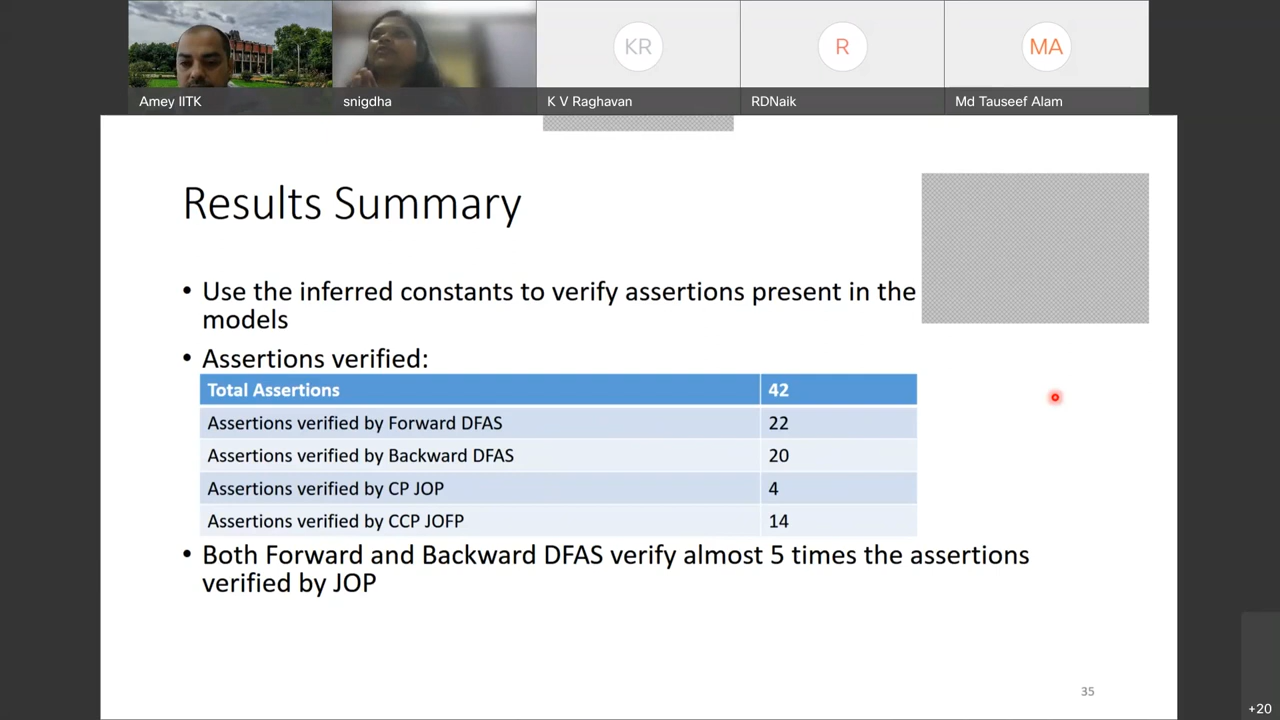 KR
R
MA
Amey IITK
snigdha
K V Raghavan
RDNaik
Md Tauseef Alam
Results Summary
• Use the inferred constants to verify assertions present in the
models
• Assertions verified:
Total Assertions 42
Assertions verified by Forward DFAS 22
Assertions verified by Backward DFAS 20
Assertions verified by CP JOP 4
Assertions verified by CCP JOFP 14
• Both Forward and Backward DFAS verify almost 5 times the assertions
verified by JOP
35
+20